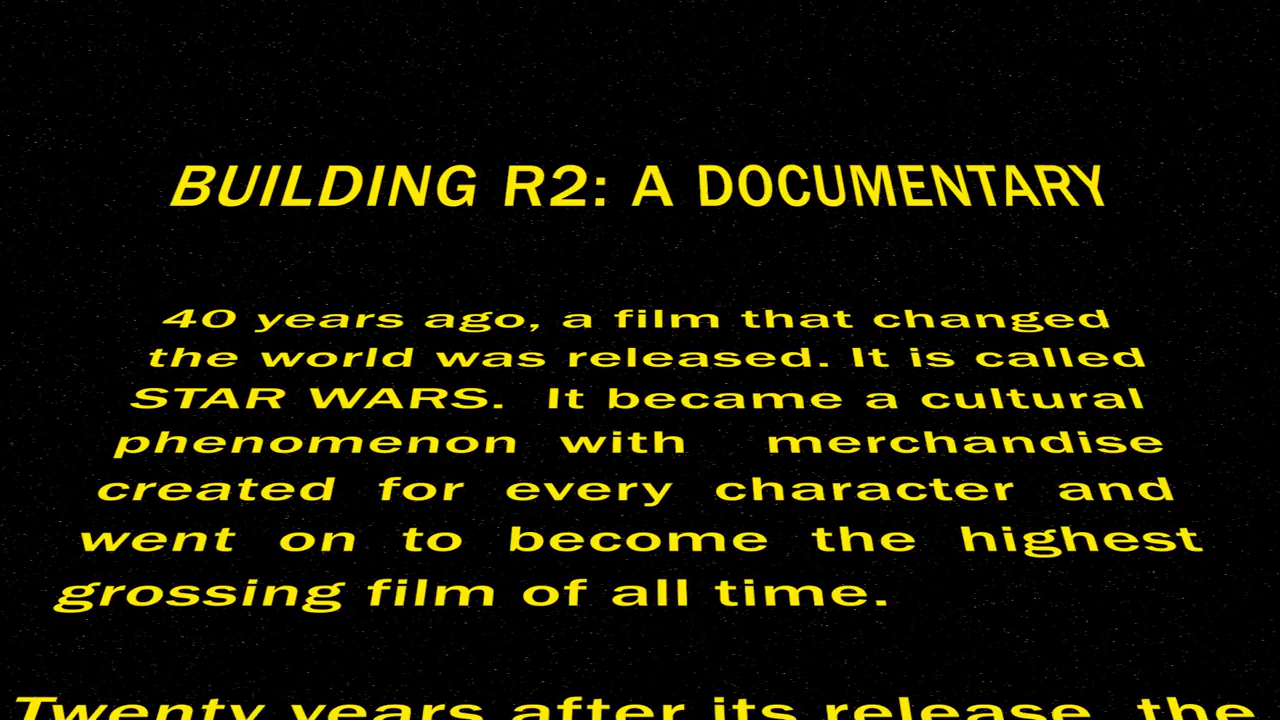 BUILDING R2: A DOCUMENTARY
40 years ago, a film that changed
the world was released. It is called
STAR WARS. It became a cultural
phenomenon with merchandise
created for every character and
went on to become the highest
grossing film of all time.
Twenty years after its release, the